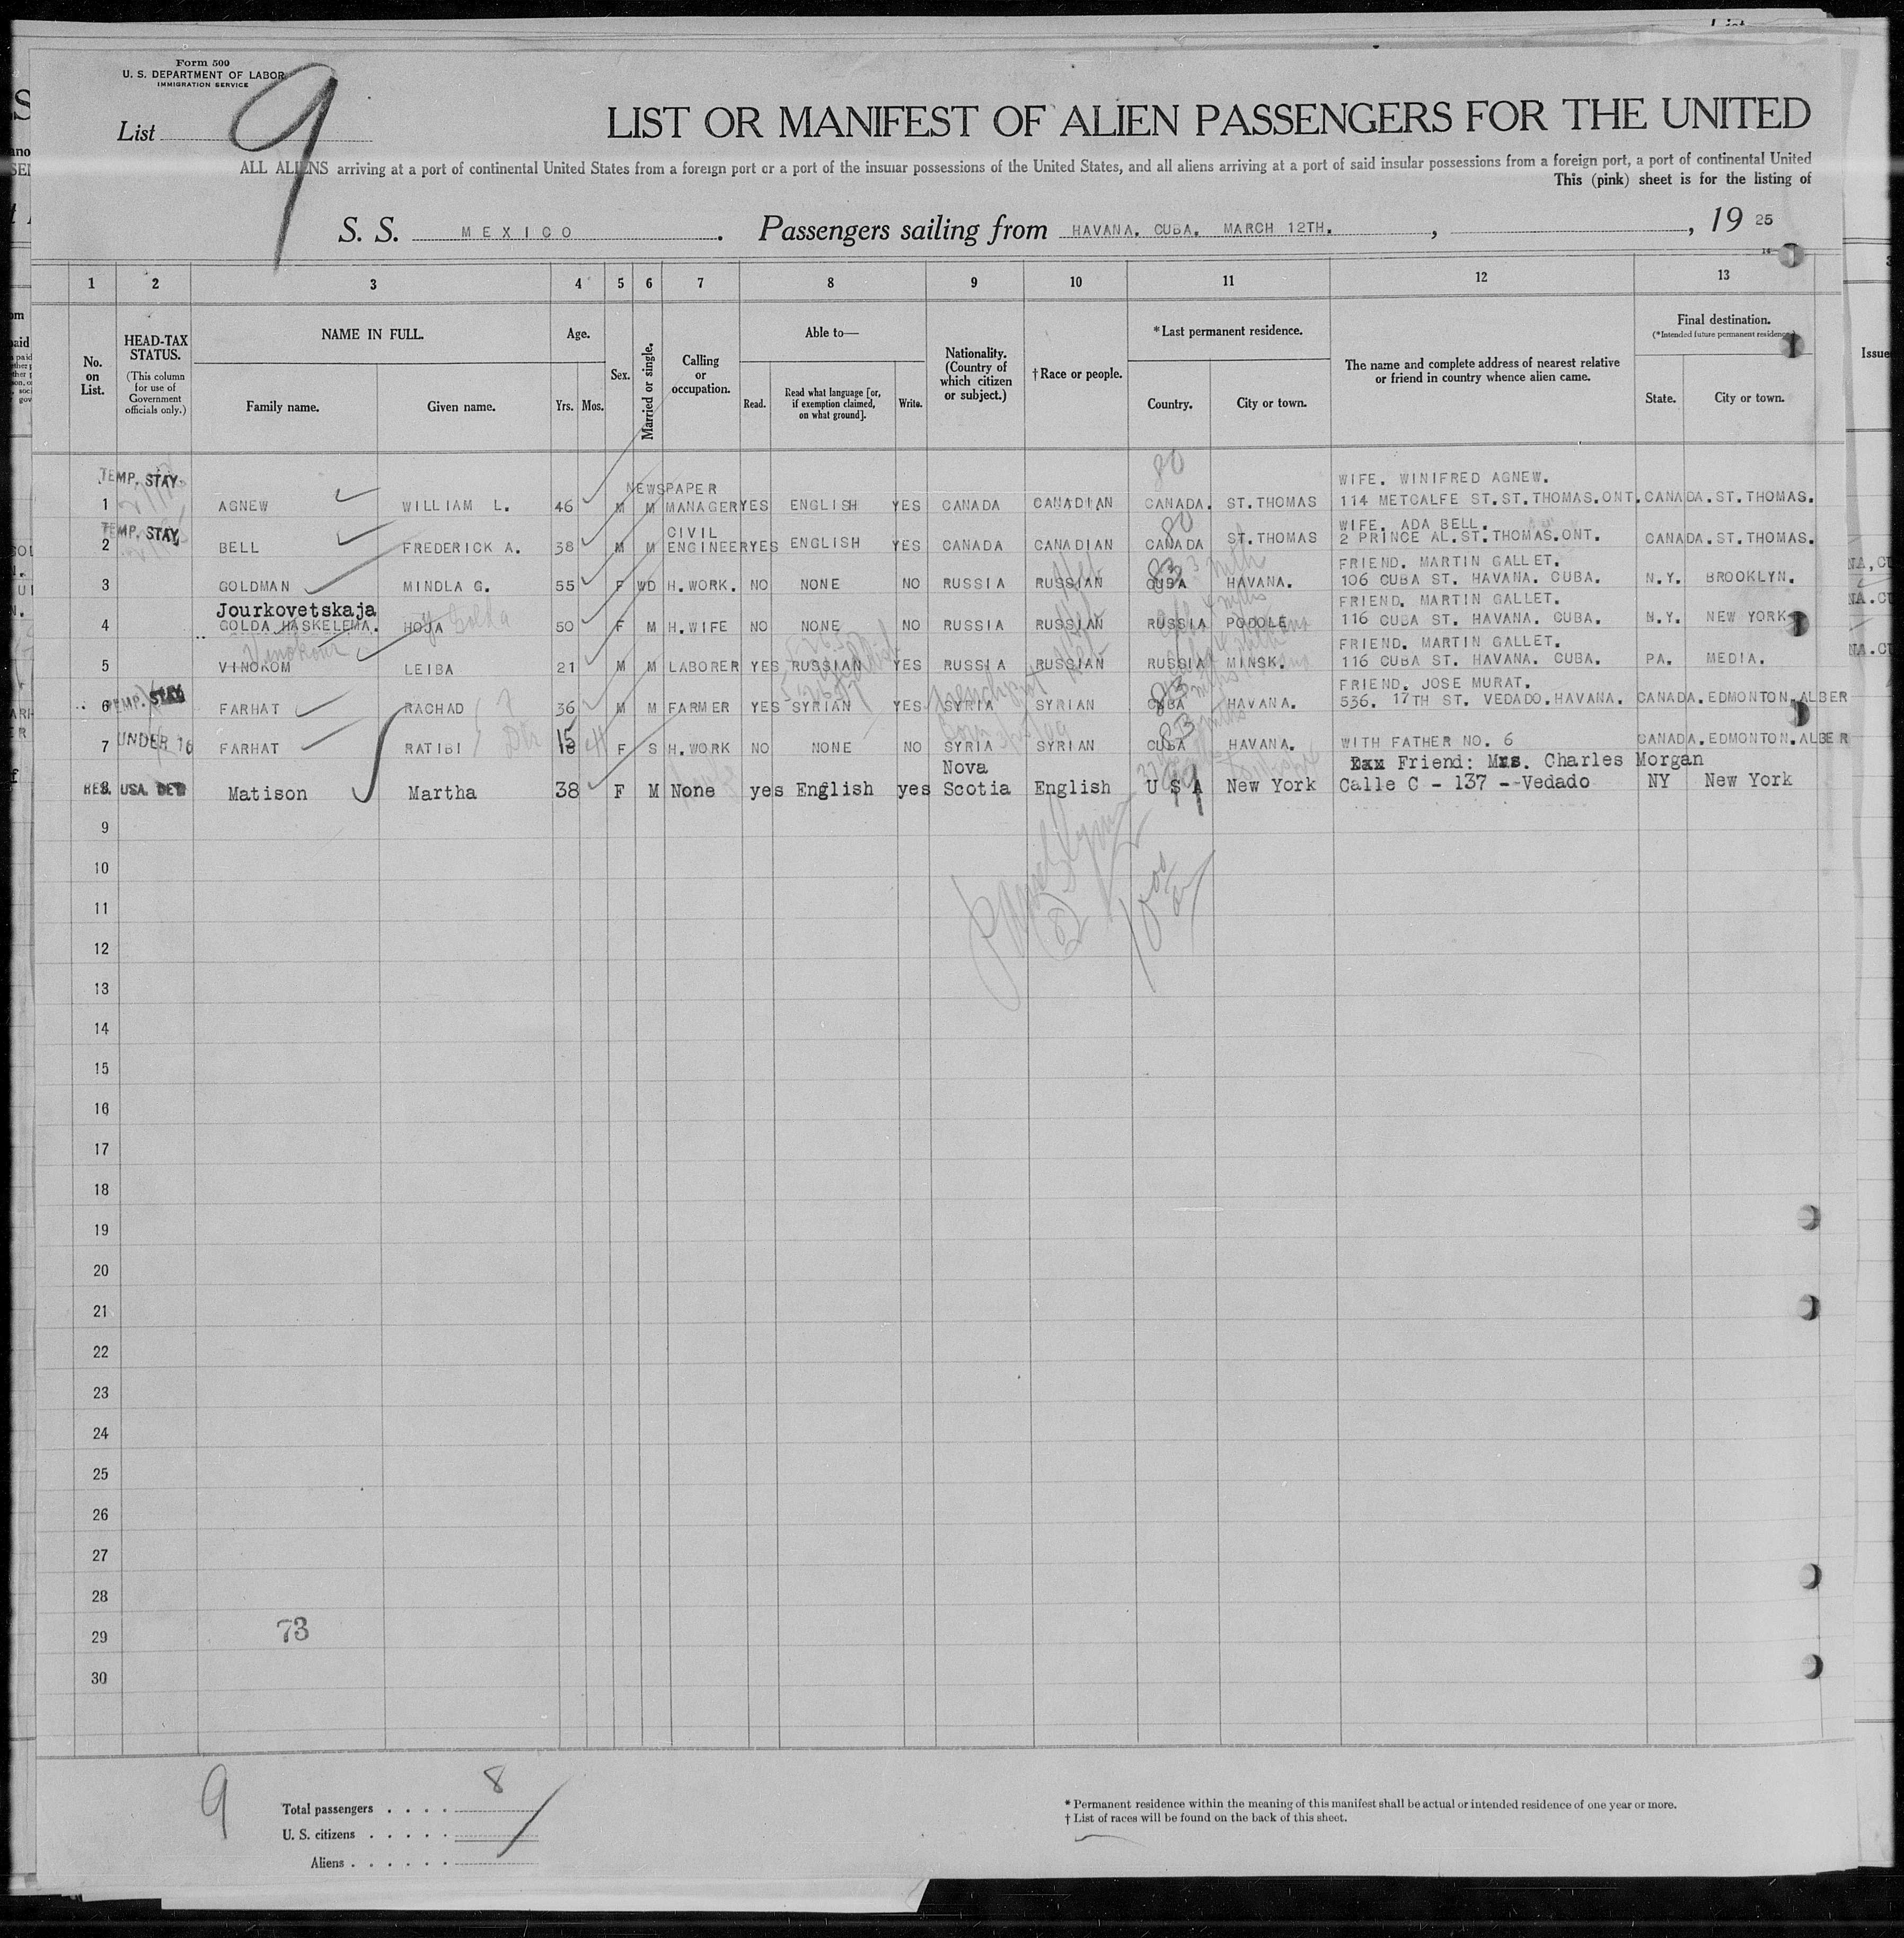 Form 500
U. S. DEPARTMENT OF LABOR
IMMIGRATION SERVICE
List 9
LIST OR MANIFEST OF ALIEN PASSENGERS FOR THE UNITED
ALL ALIENS arriving at a port of continental United States from a foreign port or a port of the insular possessions of the United States, and all aliens arriving at a port of said insular possessions from a foreign port, a port of continental United
This (pink) sheet is for the listing of
S. S. MEXICO. Passengers sailing from HAVANA. CUBA. MARCH 12TH. , , 19 25
1 2 3 4 5 6 7 8 9 10 11 12 13
No. on List.
HEAD-TAX STATUS.
(This column for use of Government officials only.)
NAME IN FULL.
Family name. Given name.
Age.
Yrs. Mos.
Sex.
Married or single.
Calling or occupation.
Able to—
Read. Read what language [or, if exemption claimed, on what ground]. Write.
Nationality. (Country of which citizen or subject.)
†Race or people.
*Last permanent residence.
Country. City or town.
The name and complete address of nearest relative or friend in country whence alien came.
Final destination.
(*Intended future permanent residence.)
State. City or town.
TEMP. STAY. NEWSPAPER 80 WIFE. WINIFRED AGNEW.
1 AGNEW WILLIAM L. 46 M M MANAGER YES ENGLISH YES CANADA CANADIAN CANADA. ST.THOMAS 114 METCALFE ST.ST.THOMAS.ONT. CANADA.ST.THOMAS.
TEMP. STAY. CIVIL 80 WIFE. ADA BELL.
2 BELL FREDERICK A. 38 M M ENGINEER YES ENGLISH YES CANADA CANADIAN CANADA ST.THOMAS 2 PRINCE AL.ST.THOMAS.ONT. CANADA.ST.THOMAS.
83 FRIEND. MARTIN GALLET.
3 GOLDMAN MINDLA G. 55 F WD H.WORK. NO NONE NO RUSSIA RUSSIAN CUBA HAVANA. 106 CUBA ST. HAVANA. CUBA. N.Y. BROOKLYN.
Jourkovetskaja FRIEND. MARTIN GALLET.
4 GOLDA HASKELEMA. HOJA Golda 50 F M H.WIFE NO NONE NO RUSSIA RUSSIAN RUSSIA PODOLE 116 CUBA ST. HAVANA. CUBA. N.Y. NEW YORK
Vinokour FRIEND. MARTIN GALLET.
5 VINOKOM LEIBA 21 M M LABORER YES RUSSIAN YES RUSSIA RUSSIAN RUSSIA MINSK. 116 CUBA ST. HAVANA. CUBA. PA. MEDIA.
TEMP. STAY 83 FRIEND. JOSE MURAT.
6 FARHAT RACHAD 36 M M FARMER YES SYRIAN YES SYRIA SYRIAN CUBA HAVANA. 536. 17TH ST. VEDADO.HAVANA. CANADA.EDMONTON.ALBER
UNDER 16 15 83
7 FARHAT RATIBI F S H.WORK NO NONE NO SYRIA SYRIAN CUBA HAVANA. WITH FATHER NO. 6 CANADA.EDMONTON.ALBER
Nova Friend: Mrs. Charles Morgan
8 RES. USA. Matison Martha 38 F M None yes English yes Scotia English U S A New York Calle C - 137 --Vedado NY New York
9
10
11
12
13
14
15
16
17
18
19
20
21
22
23
24
25
26
27
28
29
30
73
9
Total passengers . . . . 8
U. S. citizens . . . . .
Aliens . . . . . .
* Permanent residence within the meaning of this manifest shall be actual or intended residence of one year or more.
† List of races will be found on the back of this sheet.